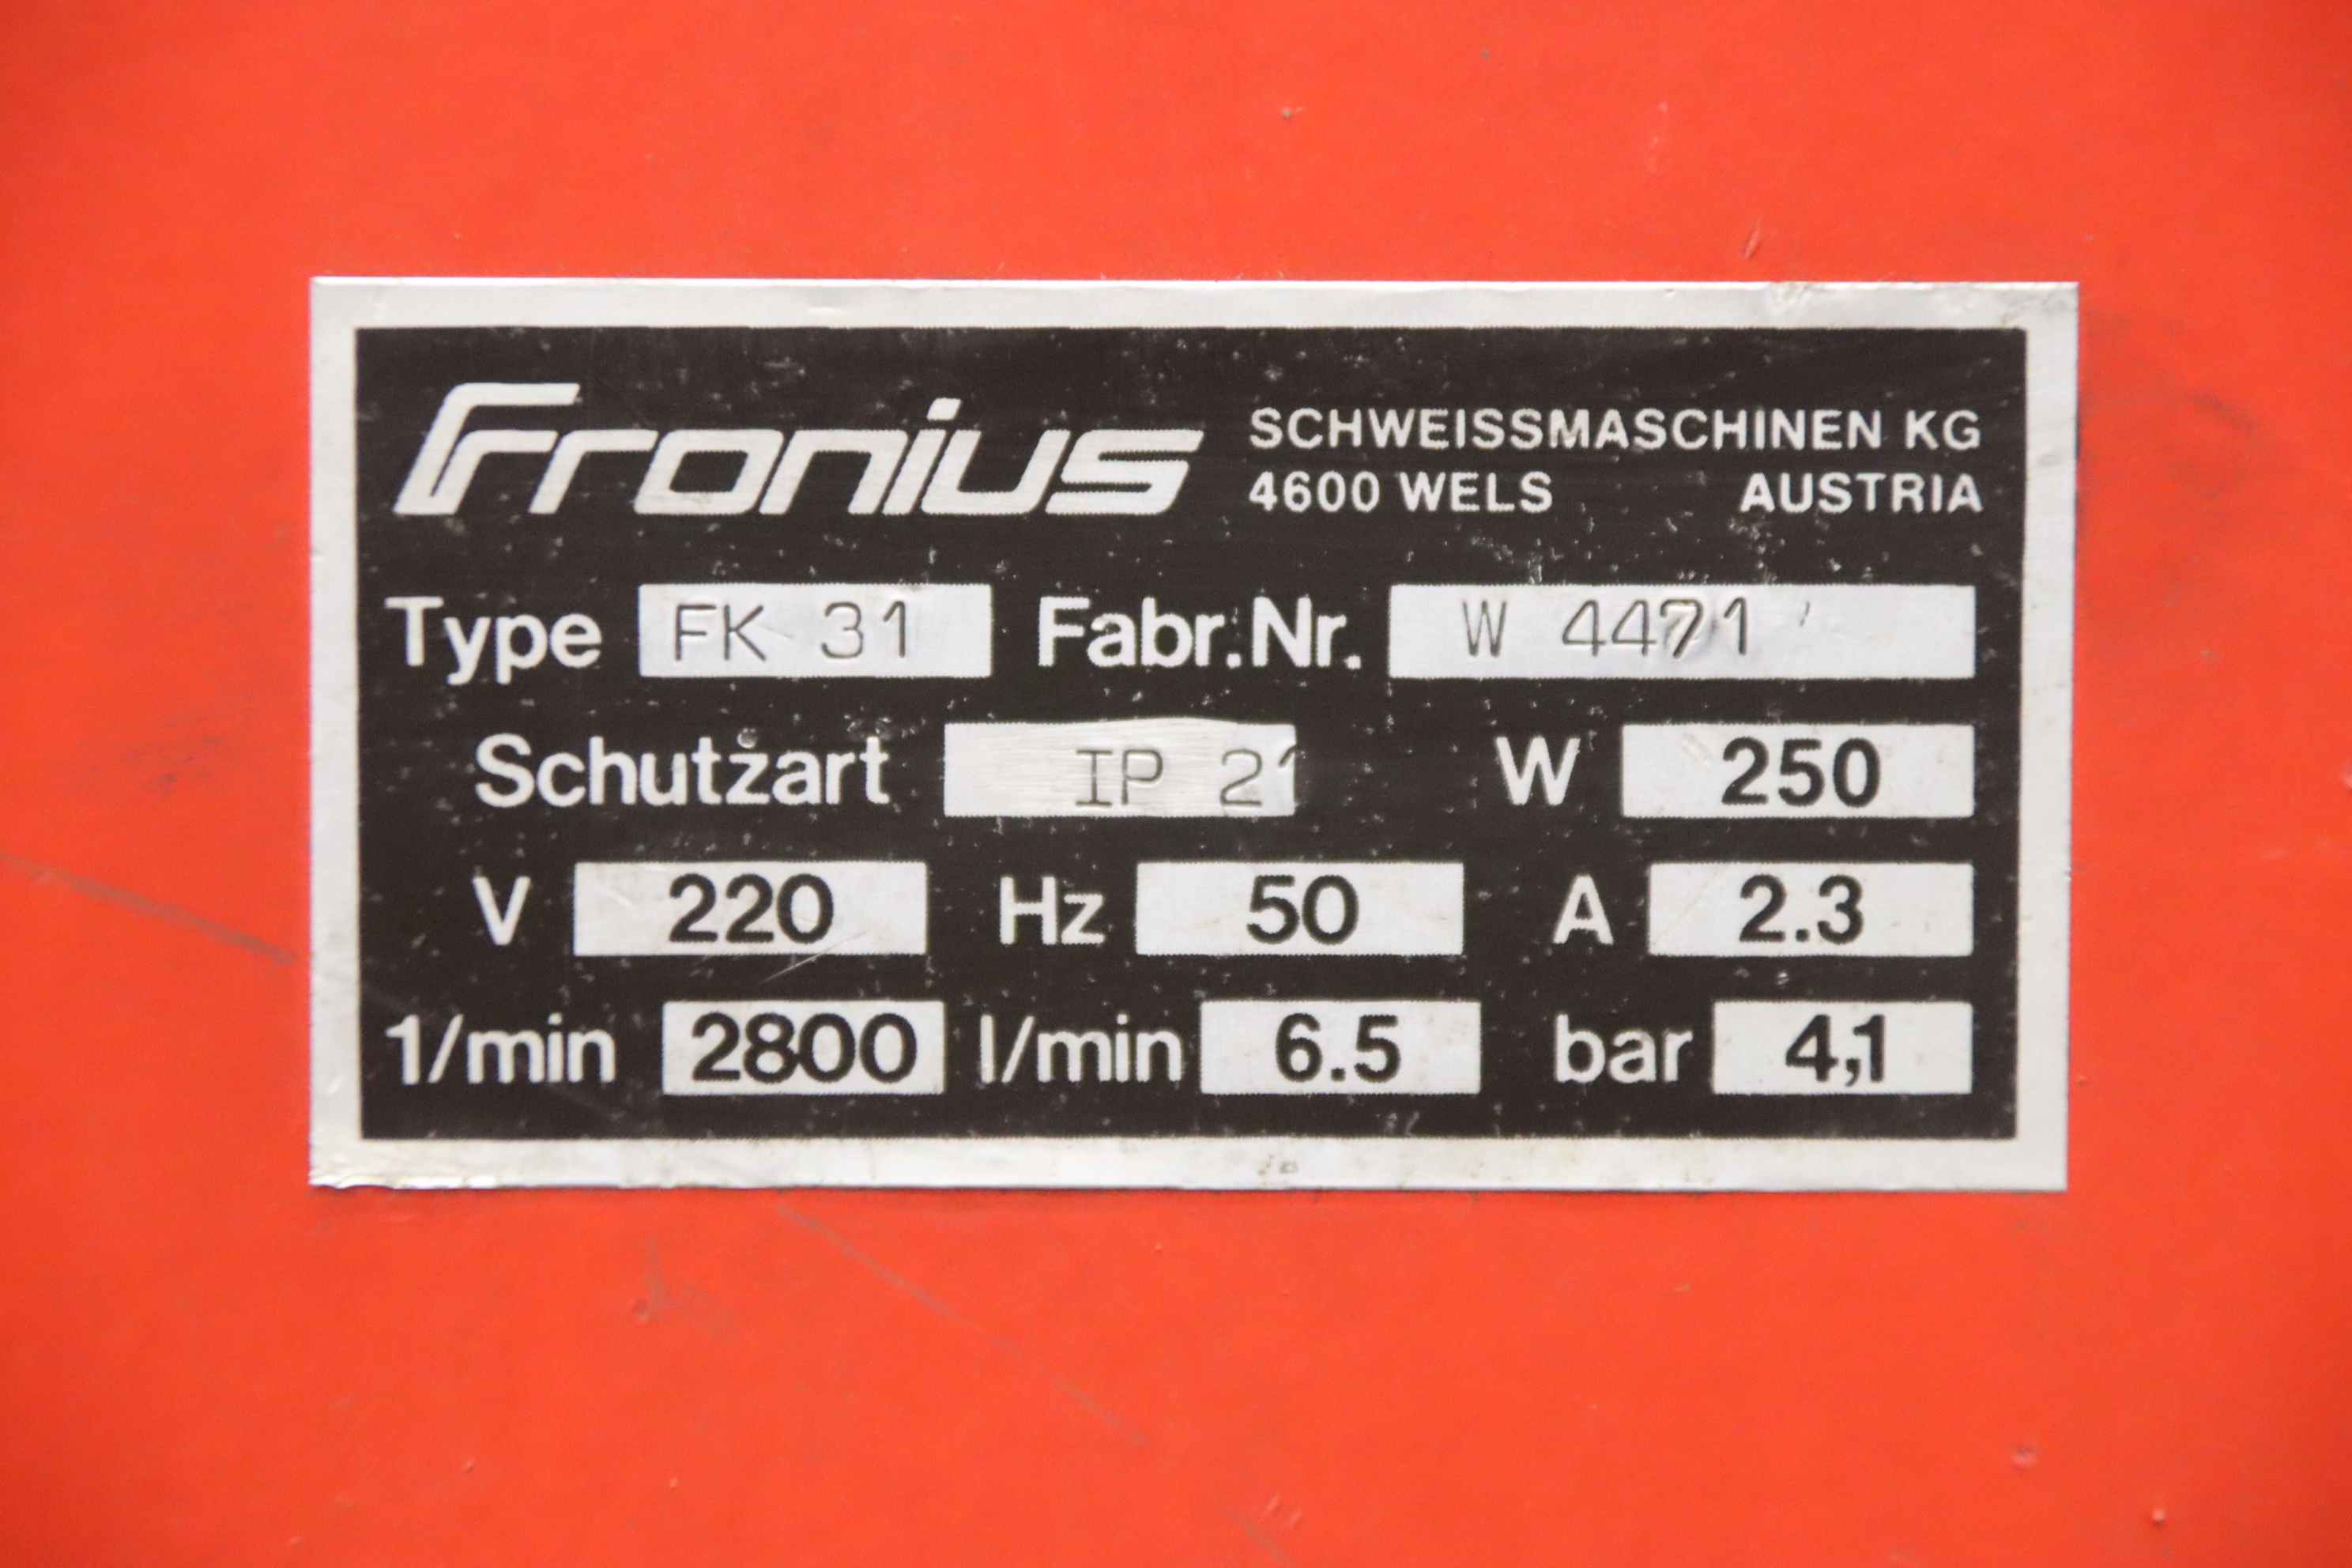 Fronius SCHWEISSMASCHINEN KG
4600 WELS AUSTRIA
Type FK 31 Fabr.Nr. W 4471
Schutzart IP 21 W 250
V 220 Hz 50 A 2.3
1/min 2800 l/min 6.5 bar 4,1